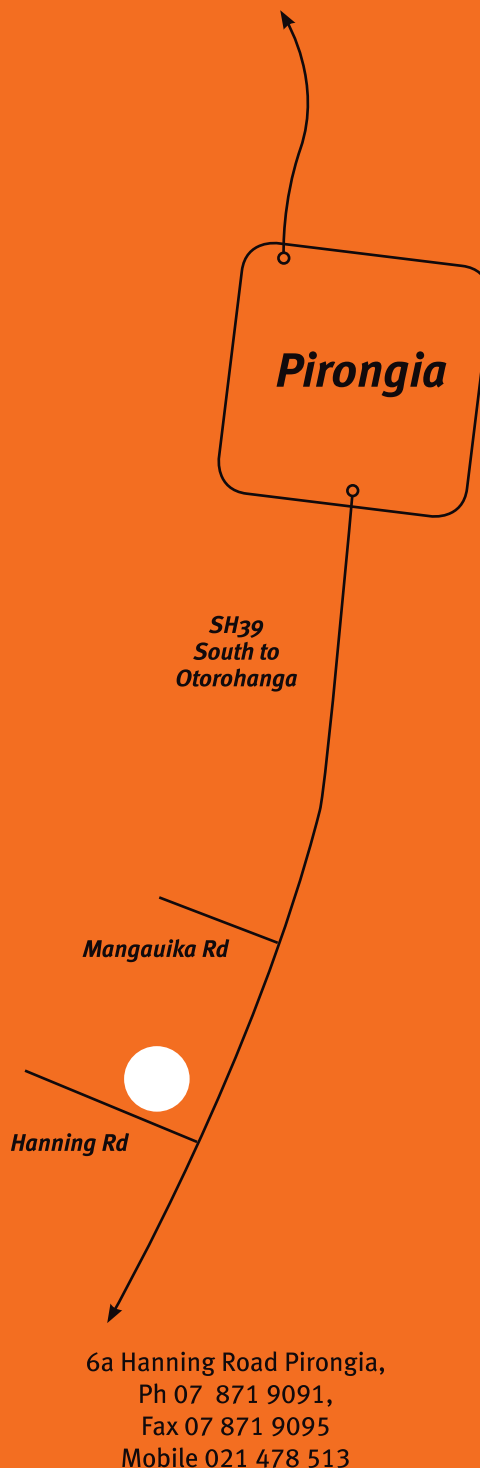 Pirongia
SH39
South to
Otorohanga
Mangauika Rd
Hanning Rd
6a Hanning Road Pirongia,
Ph 07  871 9091,
Fax 07 871 9095
Mobile 021 478 513